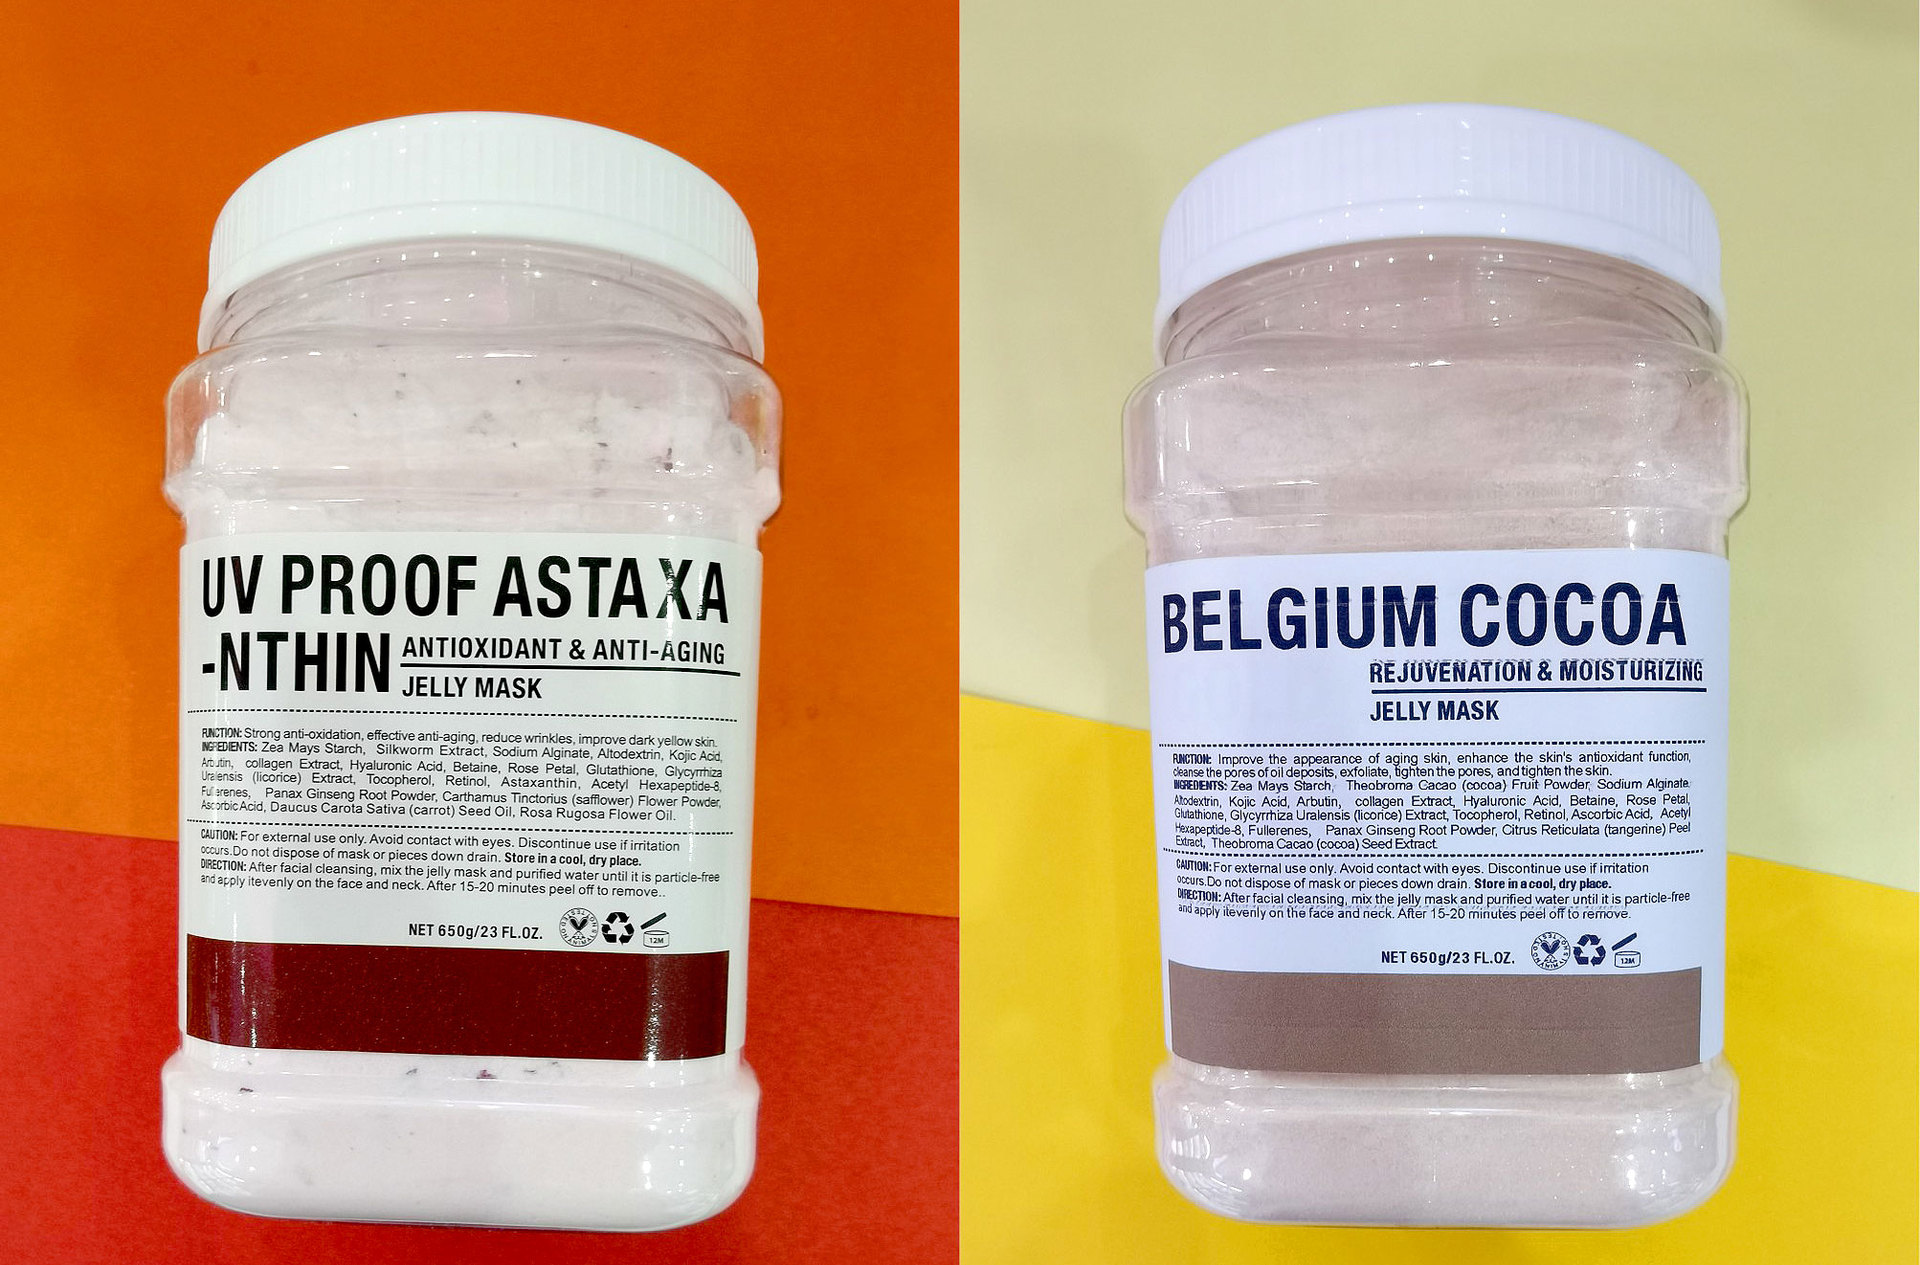 UV PROOF ASTAXA
-NTHIN
ANTIOXIDANT & ANTI-AGING
JELLY MASK
FUNCTION: Strong anti-oxidation, effective anti-aging, reduce wrinkles, improve dark yellow skin.
INGREDIENTS: Zea Mays Starch, Silkworm Extract, Sodium Alginate, Altodextrin, Kojic Acid,
Arbutin, collagen Extract, Hyaluronic Acid, Betaine, Rose Petal, Glutathione, Glycyrrhiza
Uralensis (licorice) Extract, Tocopherol, Retinol, Astaxanthin, Acetyl Hexapeptide-8,
Fullerenes, Panax Ginseng Root Powder, Carthamus Tinctorius (safflower) Flower Powder,
Ascorbic Acid, Daucus Carota Sativa (carrot) Seed Oil, Rosa Rugosa Flower Oil.
CAUTION: For external use only. Avoid contact with eyes. Discontinue use if irritation
occurs.Do not dispose of mask or pieces down drain. Store in a cool, dry place.
DIRECTION: After facial cleansing, mix the jelly mask and purified water until it is particle-free
and apply itevenly on the face and neck. After 15-20 minutes peel off to remove..
NET 650g/23 FL.OZ.
NOT TESTED ON ANIMALS
12M
BELGIUM COCOA
REJUVENATION & MOISTURIZING
JELLY MASK
FUNCTION: Improve the appearance of aging skin, enhance the skin's antioxidant function,
cleanse the pores of oil deposits, exfoliate, tighten the pores, and tighten the skin.
INGREDIENTS: Zea Mays Starch, Theobroma Cacao (cocoa) Fruit Powder, Sodium Alginate,
Altodextrin, Kojic Acid, Arbutin, collagen Extract, Hyaluronic Acid, Betaine, Rose Petal,
Glutathione, Glycyrrhiza Uralensis (licorice) Extract, Tocopherol, Retinol, Ascorbic Acid, Acetyl
Hexapeptide-8, Fullerenes, Panax Ginseng Root Powder, Citrus Reticulata (tangerine) Peel
Extract, Theobroma Cacao (cocoa) Seed Extract.
CAUTION: For external use only. Avoid contact with eyes. Discontinue use if irritation
occurs.Do not dispose of mask or pieces down drain. Store in a cool, dry place.
DIRECTION: After facial cleansing, mix the jelly mask and purified water until it is particle-free
and apply itevenly on the face and neck. After 15-20 minutes peel off to remove.
NET 650g/23 FL.OZ.
NOT TESTED ON ANIMALS
12M